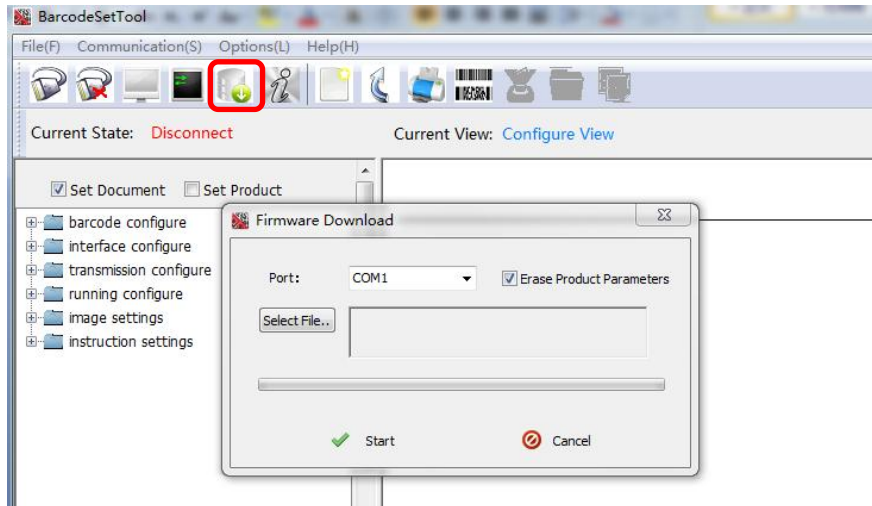 BarcodeSetTool
File(F) Communication(S) Options(L) Help(H)
Current State: Disconnect Current View: Configure View
Set Document Set Product
barcode configure
interface configure
transmission configure
running configure
image settings
instruction settings
Firmware Download
Port: COM1 Erase Product Parameters
Select File..
Start Cancel